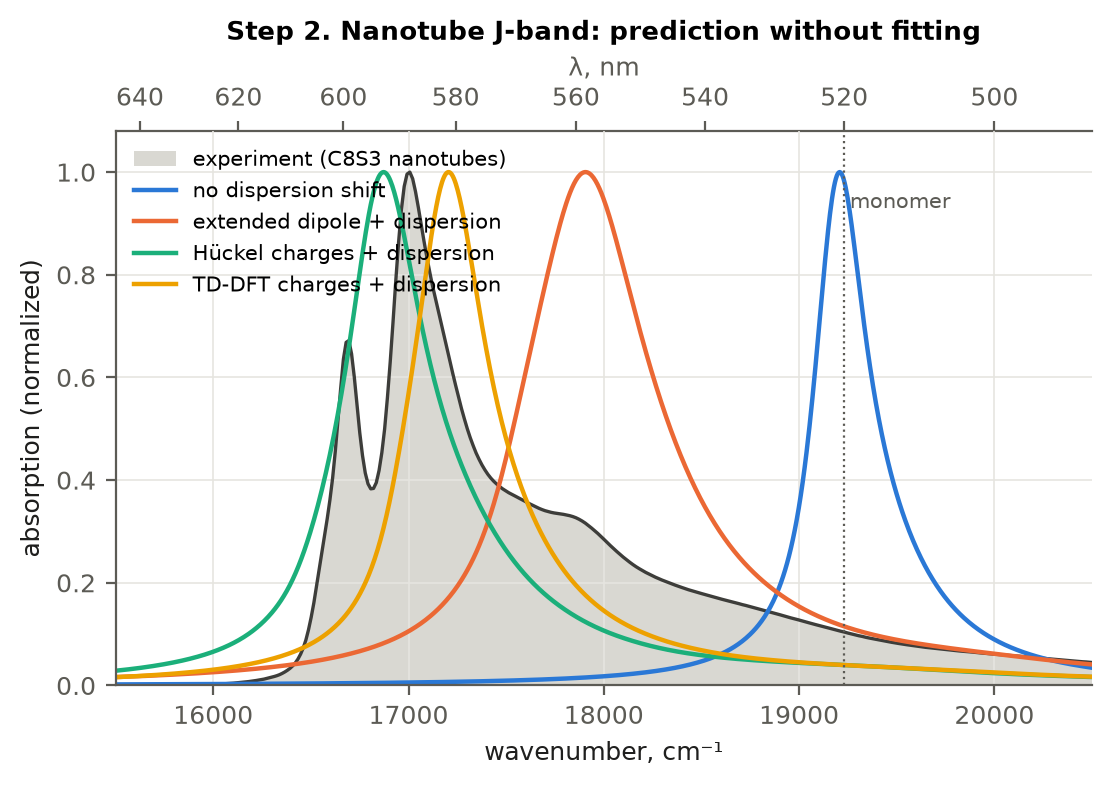 Step 2. Nanotube J-band: prediction without fitting
λ, nm
640 620 600 580 560 540 520 500
experiment (C8S3 nanotubes)
no dispersion shift
extended dipole + dispersion
Hückel charges + dispersion
TD-DFT charges + dispersion
monomer
absorption (normalized)
1.0
0.8
0.6
0.4
0.2
0.0
16000 17000 18000 19000 20000
wavenumber, cm⁻¹